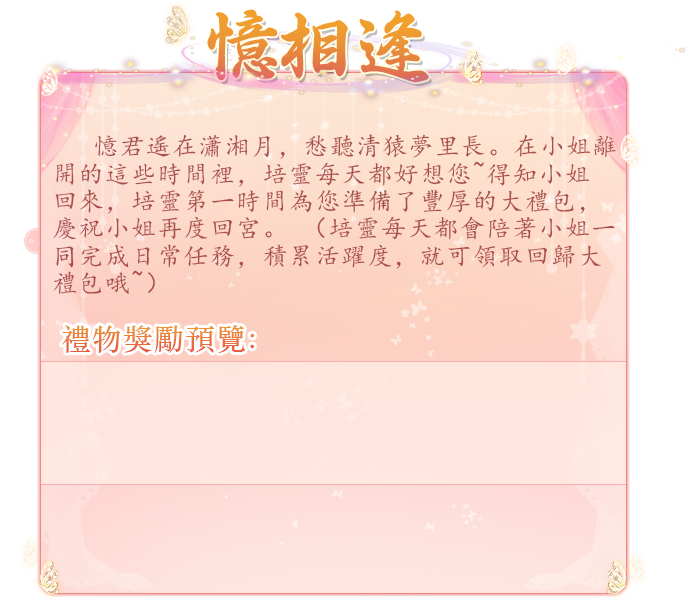 憶相逢
憶君遙在瀟湘月，愁聽清猿夢里長。在小姐離
開的這些時間裡，培靈每天都好想您~得知小姐
回來，培靈第一時間為您準備了豐厚的大禮包，
慶祝小姐再度回宮。（培靈每天都會陪著小姐一
同完成日常任務，積累活躍度，就可領取回歸大
禮包哦~）
禮物獎勵預覽: